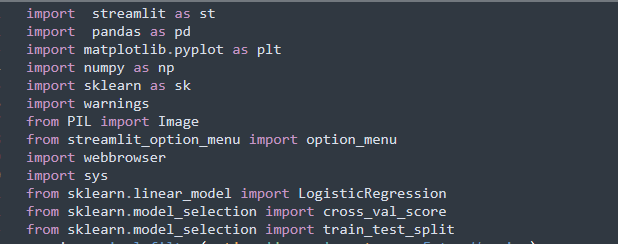 import  streamlit as st
import  pandas as pd
import matplotlib.pyplot as plt
import numpy as np
import sklearn as sk
import warnings
from PIL import Image
from streamlit_option_menu import option_menu
import webbrowser
import sys
from sklearn.linear_model import LogisticRegression
from sklearn.model_selection import cross_val_score
from sklearn.model_selection import train_test_split